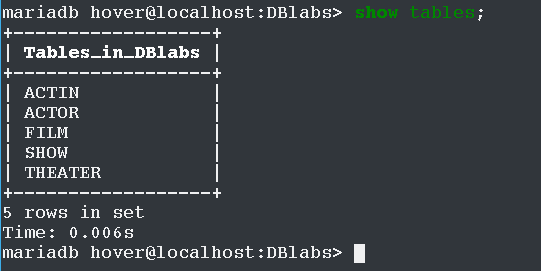 mariadb hover@localhost:DBlabs> show tables;
+------------------+
| Tables_in_DBlabs |
+------------------+
| ACTIN            |
| ACTOR            |
| FILM             |
| SHOW             |
| THEATER          |
+------------------+
5 rows in set
Time: 0.006s
mariadb hover@localhost:DBlabs>